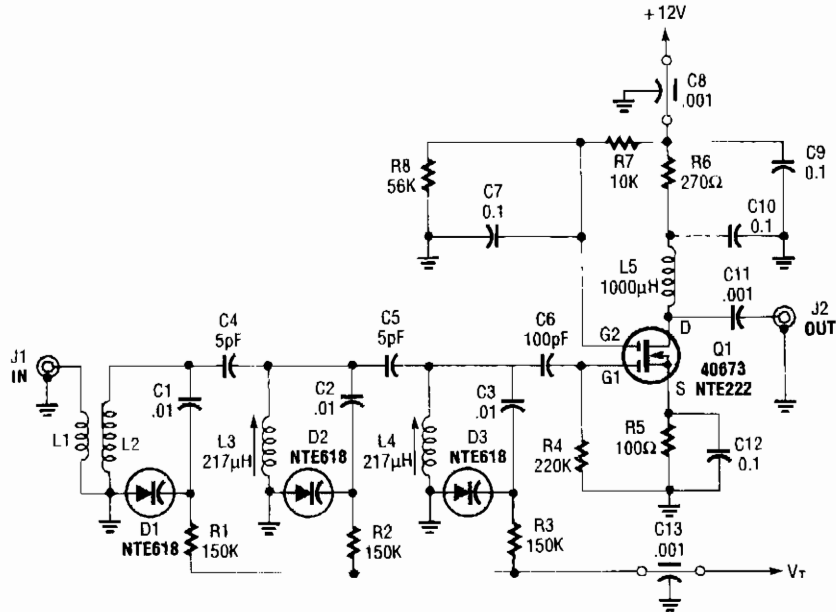 +12V
C8
.001
R8
56K
R7
10K
R6
270Ω
C9
0.1
C7
0.1
C10
0.1
L5
1000µH
C11
.001
J2
OUT
D
G2
G1
S
Q1
40673
NTE222
J1
IN
C4
5pF
C5
5pF
C6
100pF
C1
.01
C2
.01
C3
.01
L1
L2
L3
217µH
D2
NTE618
L4
217µH
D3
NTE618
R4
220K
R5
100Ω
C12
0.1
D1
NTE618
R1
150K
R2
150K
R3
150K
C13
.001
VT